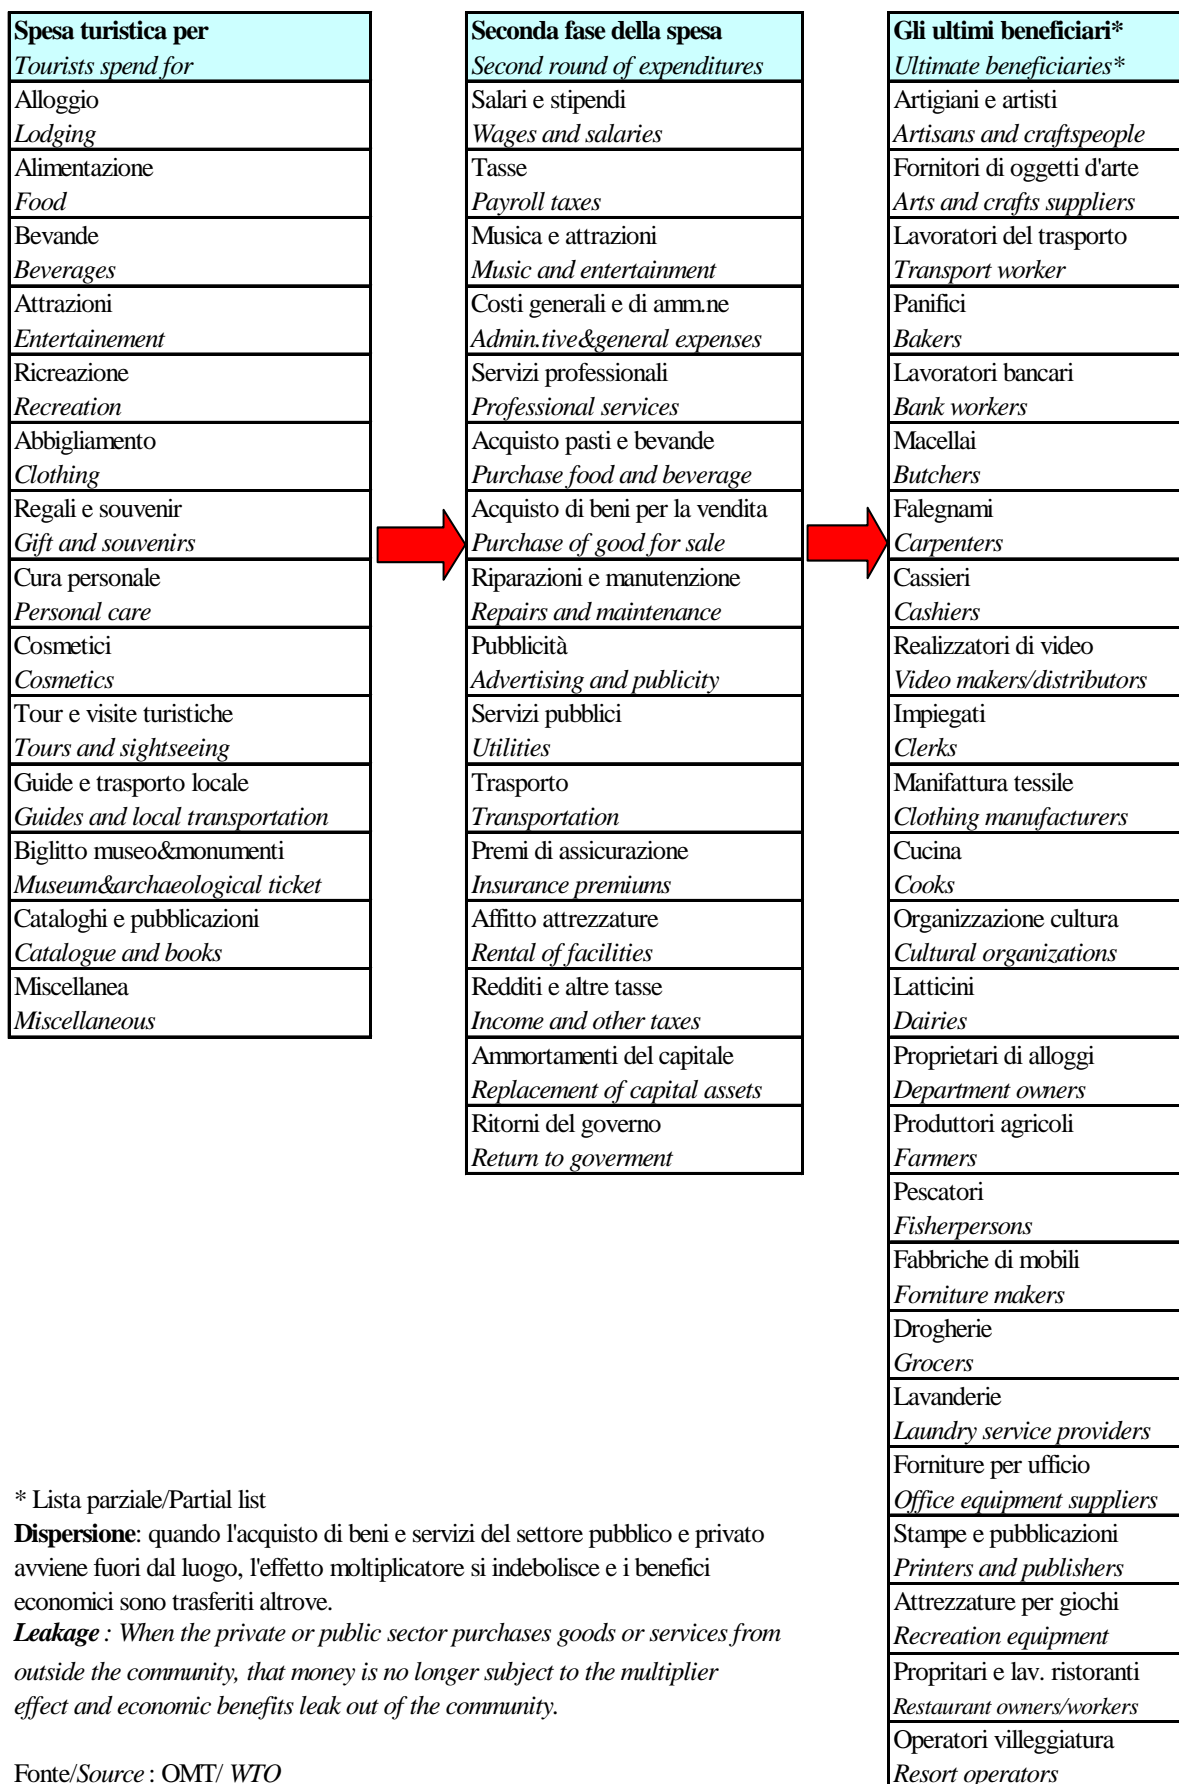 Spesa turistica per
Tourists spend for
Alloggio
Lodging
Alimentazione
Food
Bevande
Beverages
Attrazioni
Entertainement
Ricreazione
Recreation
Abbigliamento
Clothing
Regali e souvenir
Gift and souvenirs
Cura personale
Personal care
Cosmetici
Cosmetics
Tour e visite turistiche
Tours and sightseeing
Guide e trasporto locale
Guides and local transportation
Biglitto museo&monumenti
Museum&archaeological ticket
Cataloghi e pubblicazioni
Catalogue and books
Miscellanea
Miscellaneous
Seconda fase della spesa
Second round of expenditures
Salari e stipendi
Wages and salaries
Tasse
Payroll taxes
Musica e attrazioni
Music and entertainment
Costi generali e di amm.ne
Admin.tive&general expenses
Servizi professionali
Professional services
Acquisto pasti e bevande
Purchase food and beverage
Acquisto di beni per la vendita
Purchase of good for sale
Riparazioni e manutenzione
Repairs and maintenance
Pubblicità
Advertising and publicity
Servizi pubblici
Utilities
Trasporto
Transportation
Premi di assicurazione
Insurance premiums
Affitto attrezzature
Rental of facilities
Redditi e altre tasse
Income and other taxes
Ammortamenti del capitale
Replacement of capital assets
Ritorni del governo
Return to goverment
Gli ultimi beneficiari*
Ultimate beneficiaries*
Artigiani e artisti
Artisans and craftspeople
Fornitori di oggetti d'arte
Arts and crafts suppliers
Lavoratori del trasporto
Transport worker
Panifici
Bakers
Lavoratori bancari
Bank workers
Macellai
Butchers
Falegnami
Carpenters
Cassieri
Cashiers
Realizzatori di video
Video makers/distributors
Impiegati
Clerks
Manifattura tessile
Clothing manufacturers
Cucina
Cooks
Organizzazione cultura
Cultural organizations
Latticini
Dairies
Proprietari di alloggi
Department owners
Produttori agricoli
Farmers
Pescatori
Fisherpersons
Fabbriche di mobili
Forniture makers
Drogherie
Grocers
Lavanderie
Laundry service providers
Forniture per ufficio
Office equipment suppliers
Stampe e pubblicazioni
Printers and publishers
Attrezzature per giochi
Recreation equipment
Propritari e lav. ristoranti
Restaurant owners/workers
Operatori villeggiatura
Resort operators
* Lista parziale/Partial list
Dispersione: quando l'acquisto di beni e servizi del settore pubblico e privato
avviene fuori dal luogo, l'effetto moltiplicatore si indebolisce e i benefici
economici sono trasferiti altrove.
Leakage : When the private or public sector purchases goods or services from
outside the community, that money is no longer subject to the multiplier
effect and economic benefits leak out of the community.
Fonte/Source : OMT/ WTO